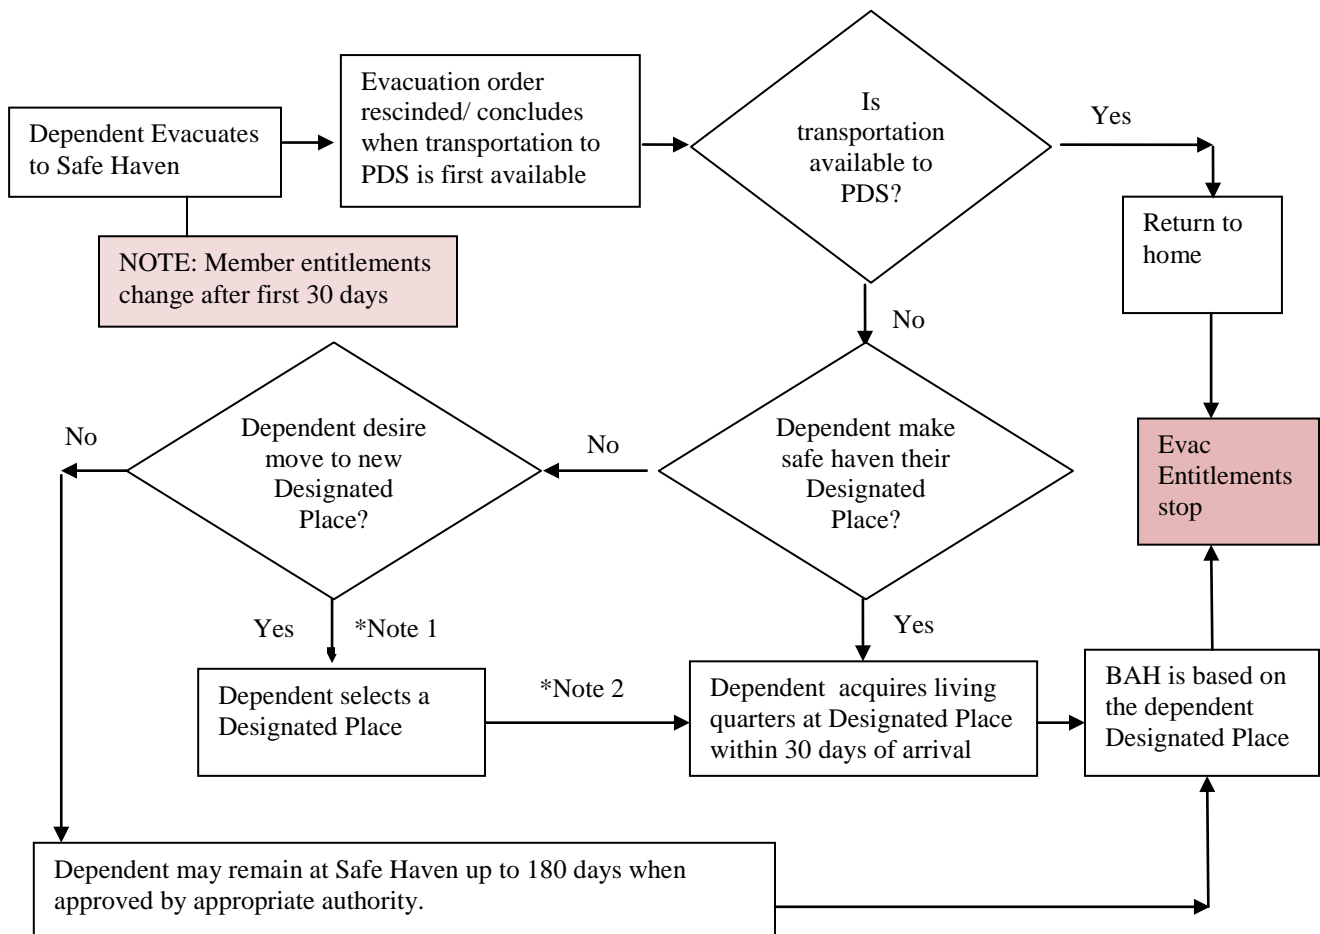 Dependent Evacuates
to Safe Haven
Evacuation order
rescinded/ concludes
when transportation to
PDS is first available
Is
transportation
available to
PDS?
Yes
Return to
home
NOTE: Member entitlements
change after first 30 days
No
Dependent make
safe haven their
Designated
Place?
No
Dependent desire
move to new
Designated
Place?
No
Evac
Entitlements
stop
Yes
*Note 1
Yes
Dependent selects a
Designated Place
*Note 2
Dependent  acquires living
quarters at Designated Place
within 30 days of arrival
BAH is based on
the dependent
Designated Place
Dependent may remain at Safe Haven up to 180 days when
approved by appropriate authority.